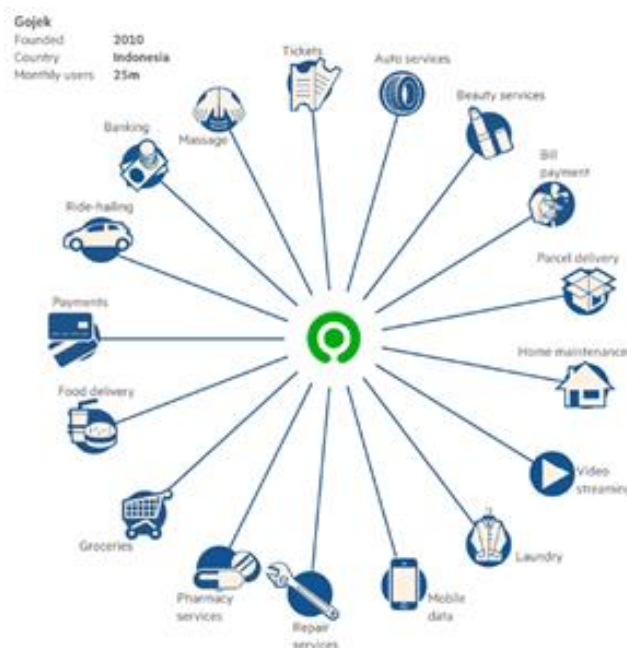 Gojek
Founded 2010
Country Indonesia
Monthly users 25m
Tickets
Auto services
Beauty services
Massage
Banking
Bill
payment
Ride-hailing
Parcel delivery
Payments
Home maintenance
Food delivery
Video
streaming
Groceries
Laundry
Pharmacy
services
Repair
services
Mobile
data